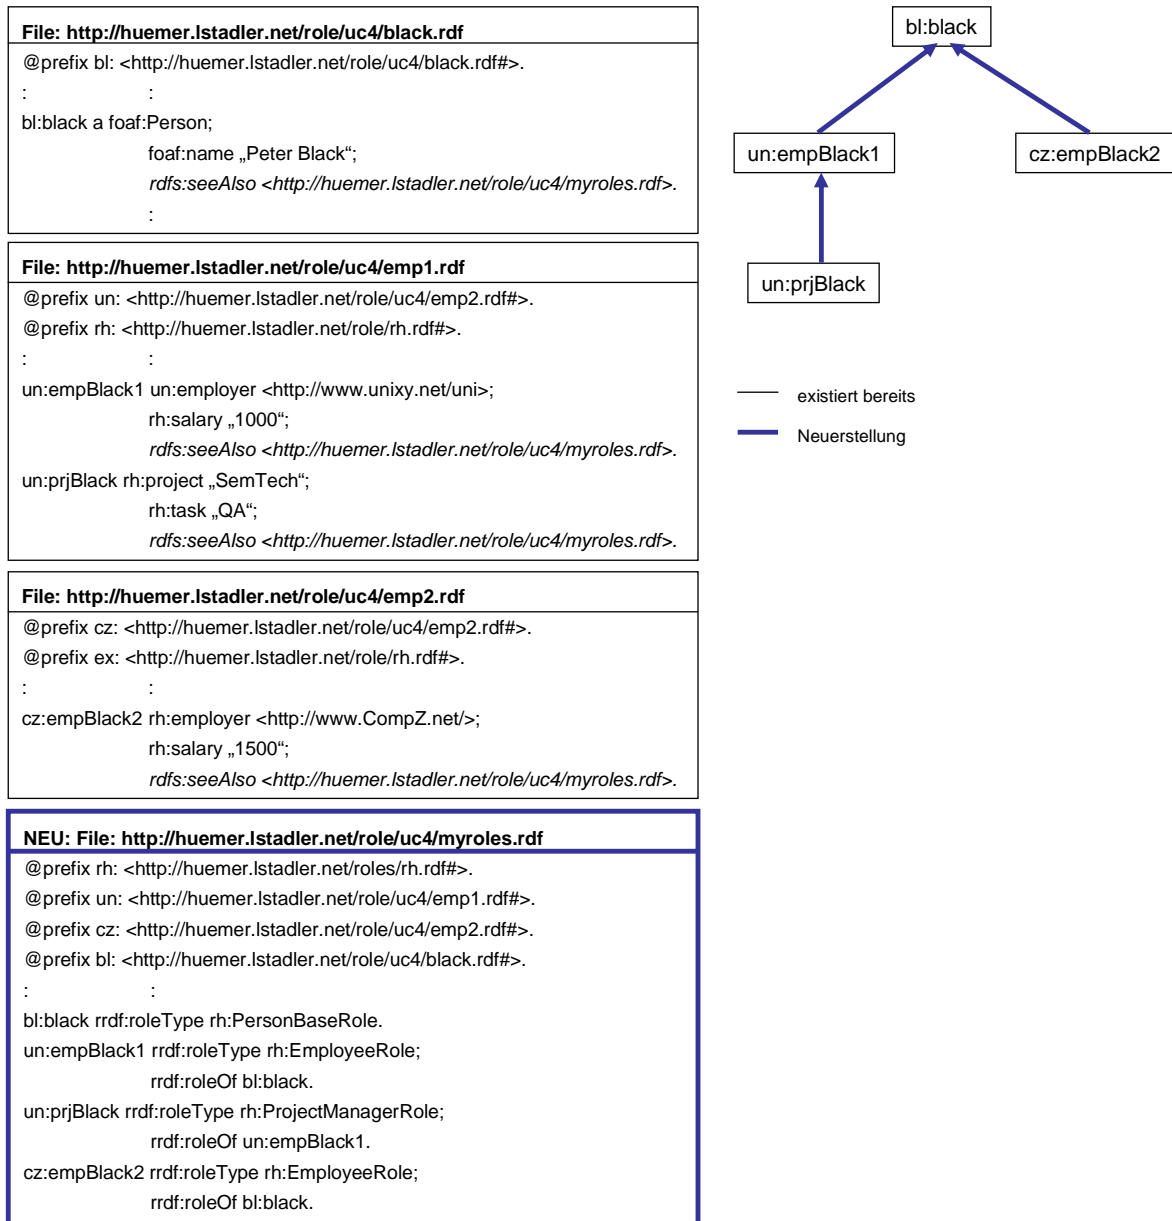 File: http://huemer.lstadler.net/role/uc4/black.rdf
@prefix bl: <http://huemer.lstadler.net/role/uc4/black.rdf#>.
: :
bl:black a foaf:Person;
foaf:name „Peter Black“;
rdfs:seeAlso <http://huemer.lstadler.net/role/uc4/myroles.rdf>.
:
File: http://huemer.lstadler.net/role/uc4/emp1.rdf
@prefix un: <http://huemer.lstadler.net/role/uc4/emp2.rdf#>.
@prefix rh: <http://huemer.lstadler.net/role/rh.rdf#>.
: :
un:empBlack1 un:employer <http://www.unixy.net/uni>;
rh:salary „1000“;
rdfs:seeAlso <http://huemer.lstadler.net/role/uc4/myroles.rdf>.
un:prjBlack rh:project „SemTech“;
rh:task „QA“;
rdfs:seeAlso <http://huemer.lstadler.net/role/uc4/myroles.rdf>.
File: http://huemer.lstadler.net/role/uc4/emp2.rdf
@prefix cz: <http://huemer.lstadler.net/role/uc4/emp2.rdf#>.
@prefix ex: <http://huemer.lstadler.net/role/rh.rdf#>.
: :
cz:empBlack2 rh:employer <http://www.CompZ.net/>;
rh:salary „1500“;
rdfs:seeAlso <http://huemer.lstadler.net/role/uc4/myroles.rdf>.
NEU: File: http://huemer.lstadler.net/role/uc4/myroles.rdf
@prefix rh: <http://huemer.lstadler.net/roles/rh.rdf#>.
@prefix un: <http://huemer.lstadler.net/role/uc4/emp1.rdf#>.
@prefix cz: <http://huemer.lstadler.net/role/uc4/emp2.rdf#>.
@prefix bl: <http://huemer.lstadler.net/role/uc4/black.rdf#>.
: :
bl:black rrdf:roleType rh:PersonBaseRole.
un:empBlack1 rrdf:roleType rh:EmployeeRole;
rrdf:roleOf bl:black.
un:prjBlack rrdf:roleType rh:ProjectManagerRole;
rrdf:roleOf un:empBlack1.
cz:empBlack2 rrdf:roleType rh:EmployeeRole;
rrdf:roleOf bl:black.
bl:black
un:empBlack1
cz:empBlack2
un:prjBlack
existiert bereits
Neuerstellung